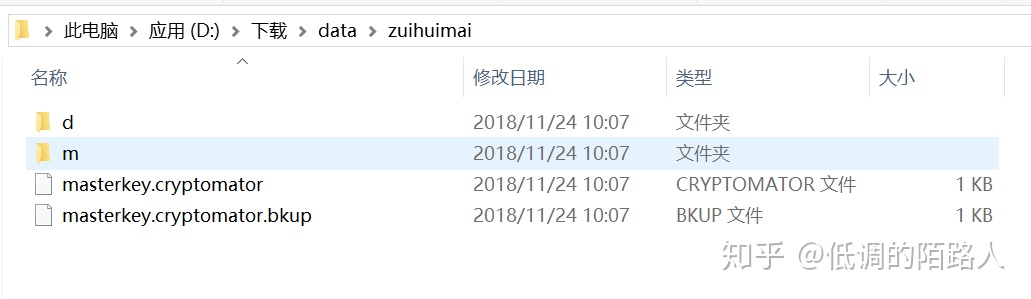 此电脑 > 应用 (D:) > 下载 > data > zuihuimai
名称 修改日期 类型 大小
d 2018/11/24 10:07 文件夹
m 2018/11/24 10:07 文件夹
masterkey.cryptomator 2018/11/24 10:07 CRYPTOMATOR 文件 1 KB
masterkey.cryptomator.bkup 2018/11/24 10:07 BKUP 文件 1 KB
知乎 @低调的陌路人